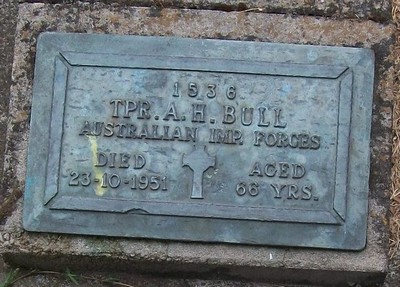 1536
TPR. A. H. BULL
AUSTRALIAN IMP. FORCES
DIED AGED
23-10-1951 66 YRS.